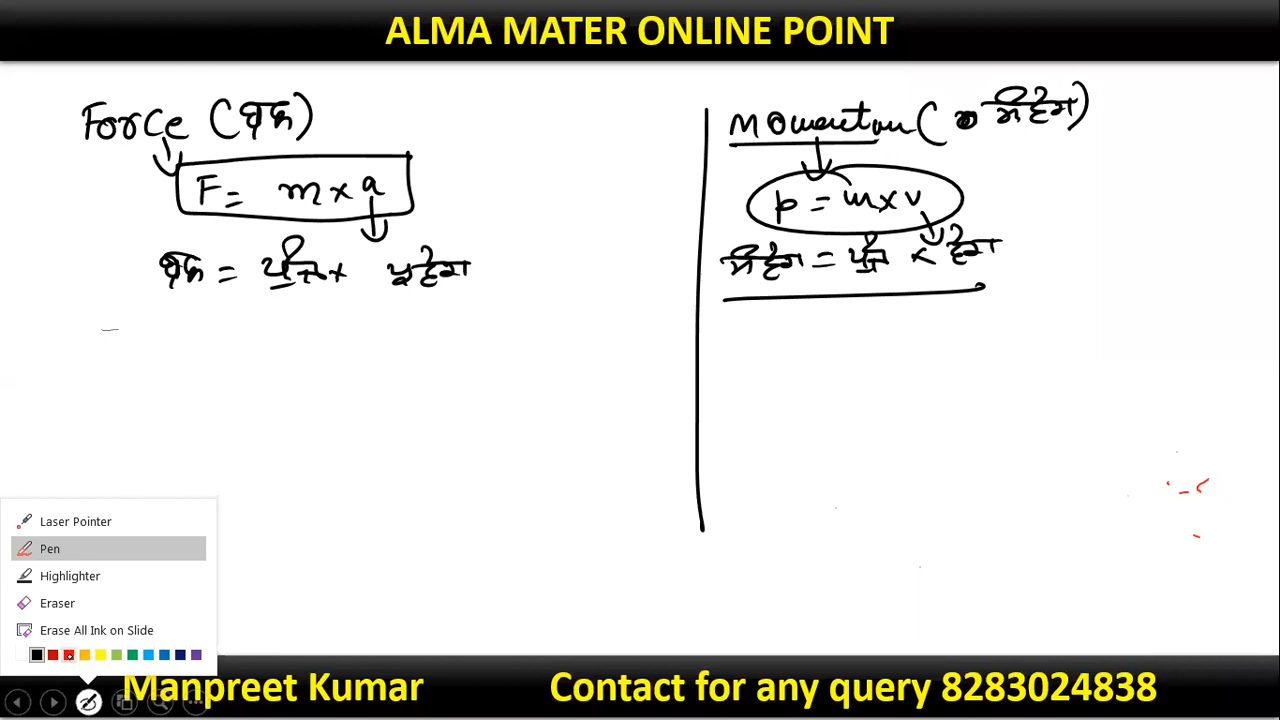 ALMA MATER ONLINE POINT
Force (ਬਲ)
F = m × a
ਬਲ = ਪੁੰਜ × ਪ੍ਰਵੇਗ
Momentum (ਸੰਵੇਗ)
p = m × v
ਸੰਵੇਗ = ਪੁੰਜ × ਵੇਗ
Laser Pointer
Pen
Highlighter
Eraser
Erase All Ink on Slide
Manpreet Kumar Contact for any query 8283024838